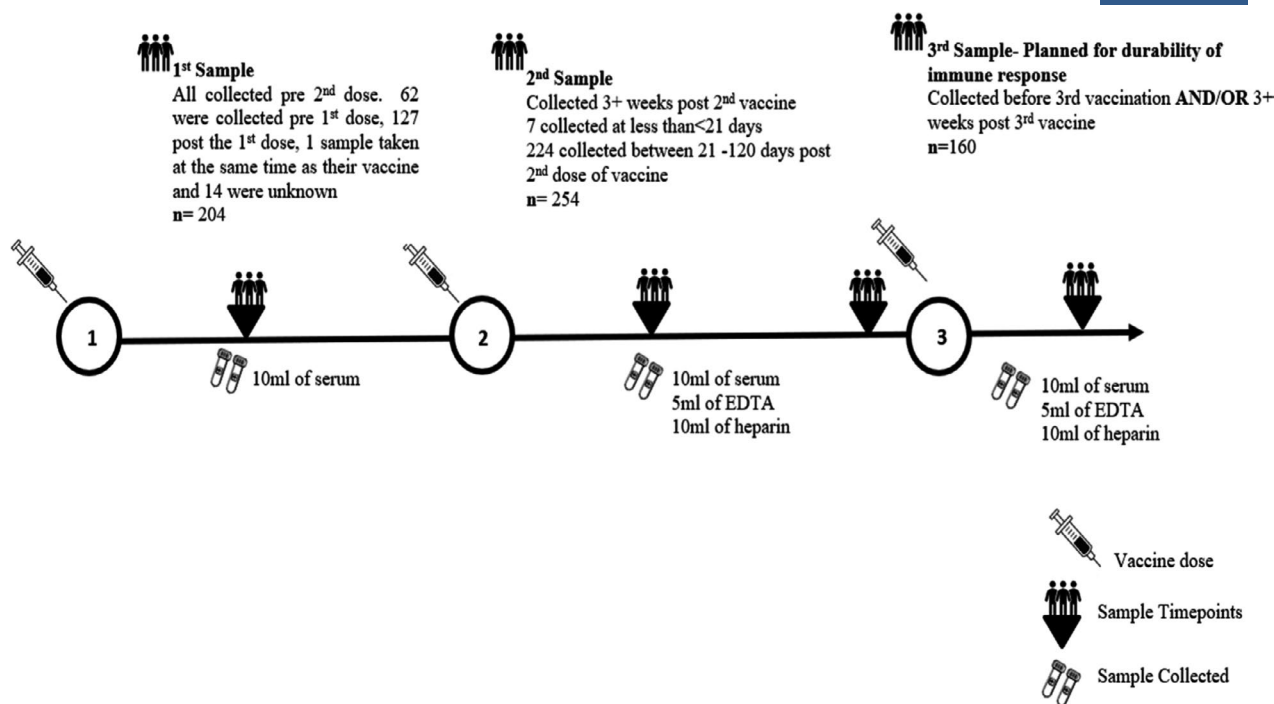 1st Sample
All collected pre 2nd dose. 62
were collected pre 1st dose, 127
post the 1st dose, 1 sample taken
at the same time as their vaccine
and 14 were unknown
n= 204
2nd Sample
Collected 3+ weeks post 2nd vaccine
7 collected at less than<21 days
224 collected between 21 -120 days post
2nd dose of vaccine
n= 254
3rd Sample- Planned for durability of
immune response
Collected before 3rd vaccination AND/OR 3+
weeks post 3rd vaccine
n=160
1
2
3
10ml of serum
10ml of serum
5ml of EDTA
10ml of heparin
10ml of serum
5ml of EDTA
10ml of heparin
Vaccine dose
Sample Timepoints
Sample Collected